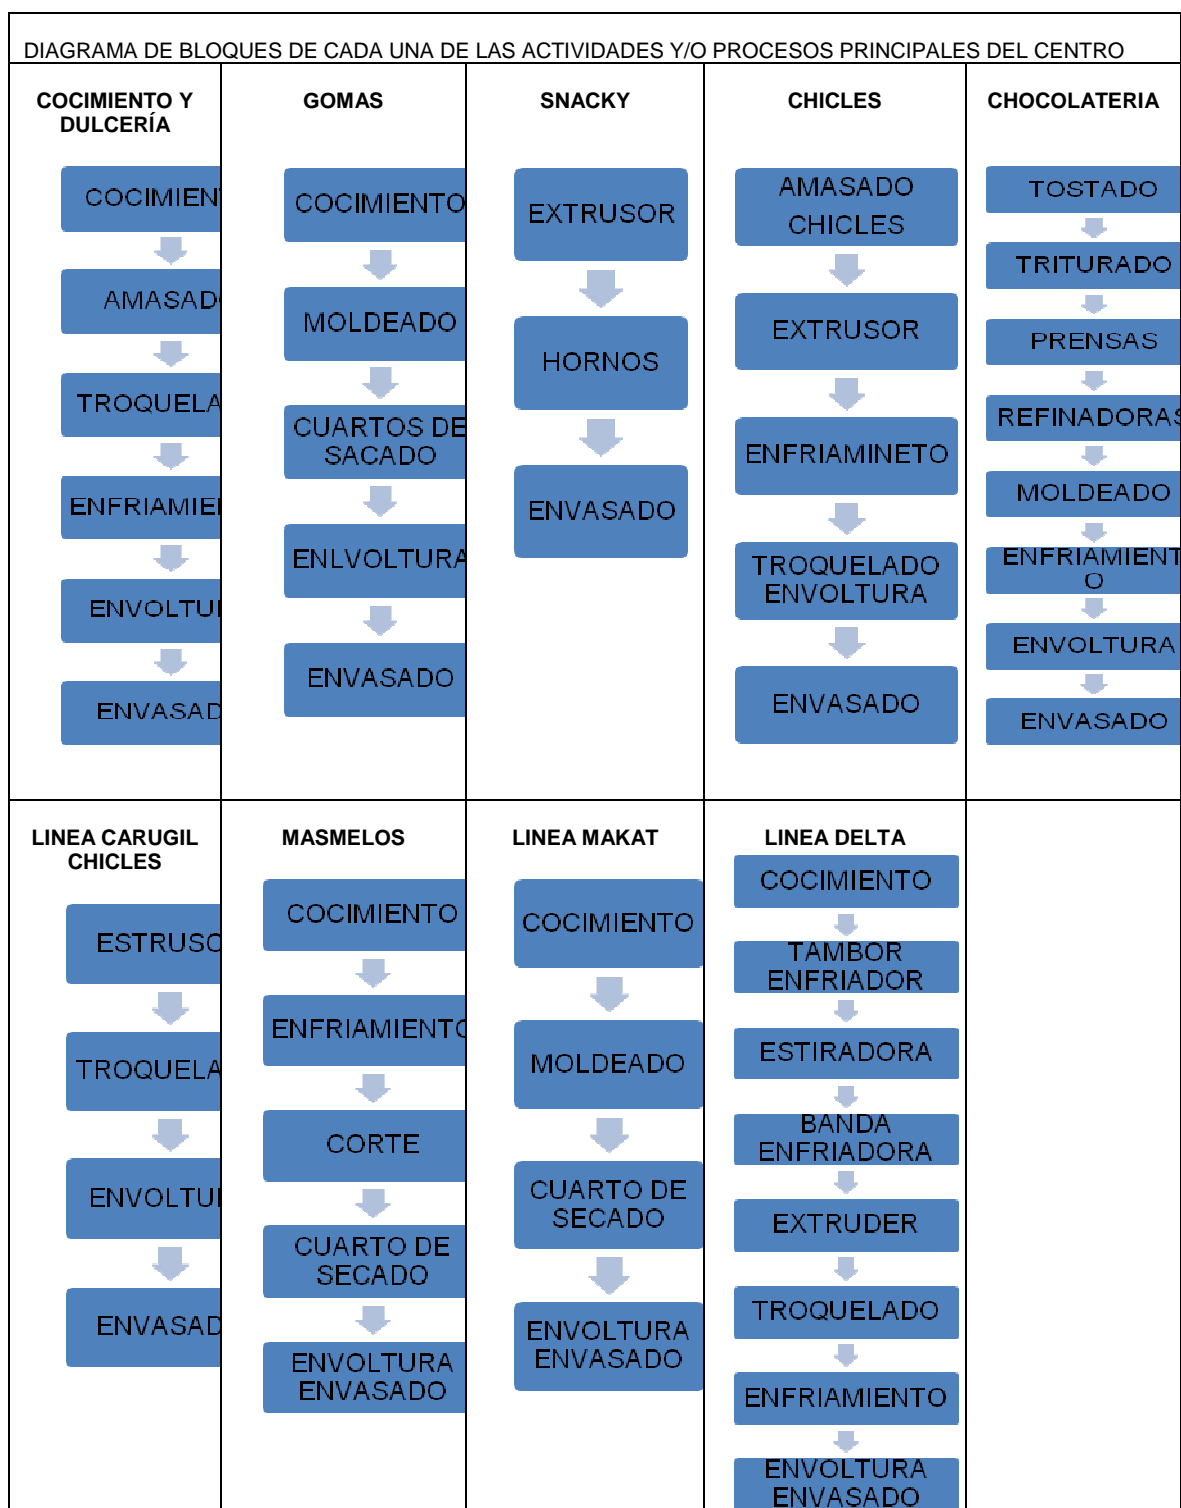 DIAGRAMA DE BLOQUES DE CADA UNA DE LAS ACTIVIDADES Y/O PROCESOS PRINCIPALES DEL CENTRO
COCIMIENTO Y
DULCERÍA
COCIMIENT
AMASADO
TROQUELA
ENFRIAMIE
ENVOLTU
ENVASAD
GOMAS
COCIMIENTO
MOLDEADO
CUARTOS DE
SACADO
ENLVOLTURA
ENVASADO
SNACKY
EXTRUSOR
HORNOS
ENVASADO
CHICLES
AMASADO
CHICLES
EXTRUSOR
ENFRIAMINETO
TROQUELADO
ENVOLTURA
ENVASADO
CHOCOLATERIA
TOSTADO
TRITURADO
PRENSAS
REFINADORAS
MOLDEADO
ENFRIAMIENT
O
ENVOLTURA
ENVASADO
LINEA CARUGIL
CHICLES
ESTRUSO
TROQUELA
ENVOLTU
ENVASAD
MASMELOS
COCIMIENTO
ENFRIAMIENTO
CORTE
CUARTO DE
SECADO
ENVOLTURA
ENVASADO
LINEA MAKAT
COCIMIENTO
MOLDEADO
CUARTO DE
SECADO
ENVOLTURA
ENVASADO
LINEA DELTA
COCIMIENTO
TAMBOR
ENFRIADOR
ESTIRADORA
BANDA
ENFRIADORA
EXTRUDER
TROQUELADO
ENFRIAMIENTO
ENVOLTURA
ENVASADO